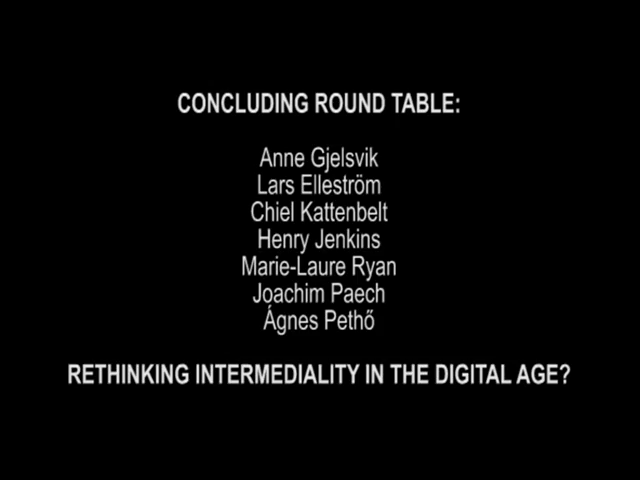 CONCLUDING ROUND TABLE:
Anne Gjelsvik
Lars Elleström
Chiel Kattenbelt
Henry Jenkins
Marie-Laure Ryan
Joachim Paech
Ágnes Pethő
RETHINKING INTERMEDIALITY IN THE DIGITAL AGE?